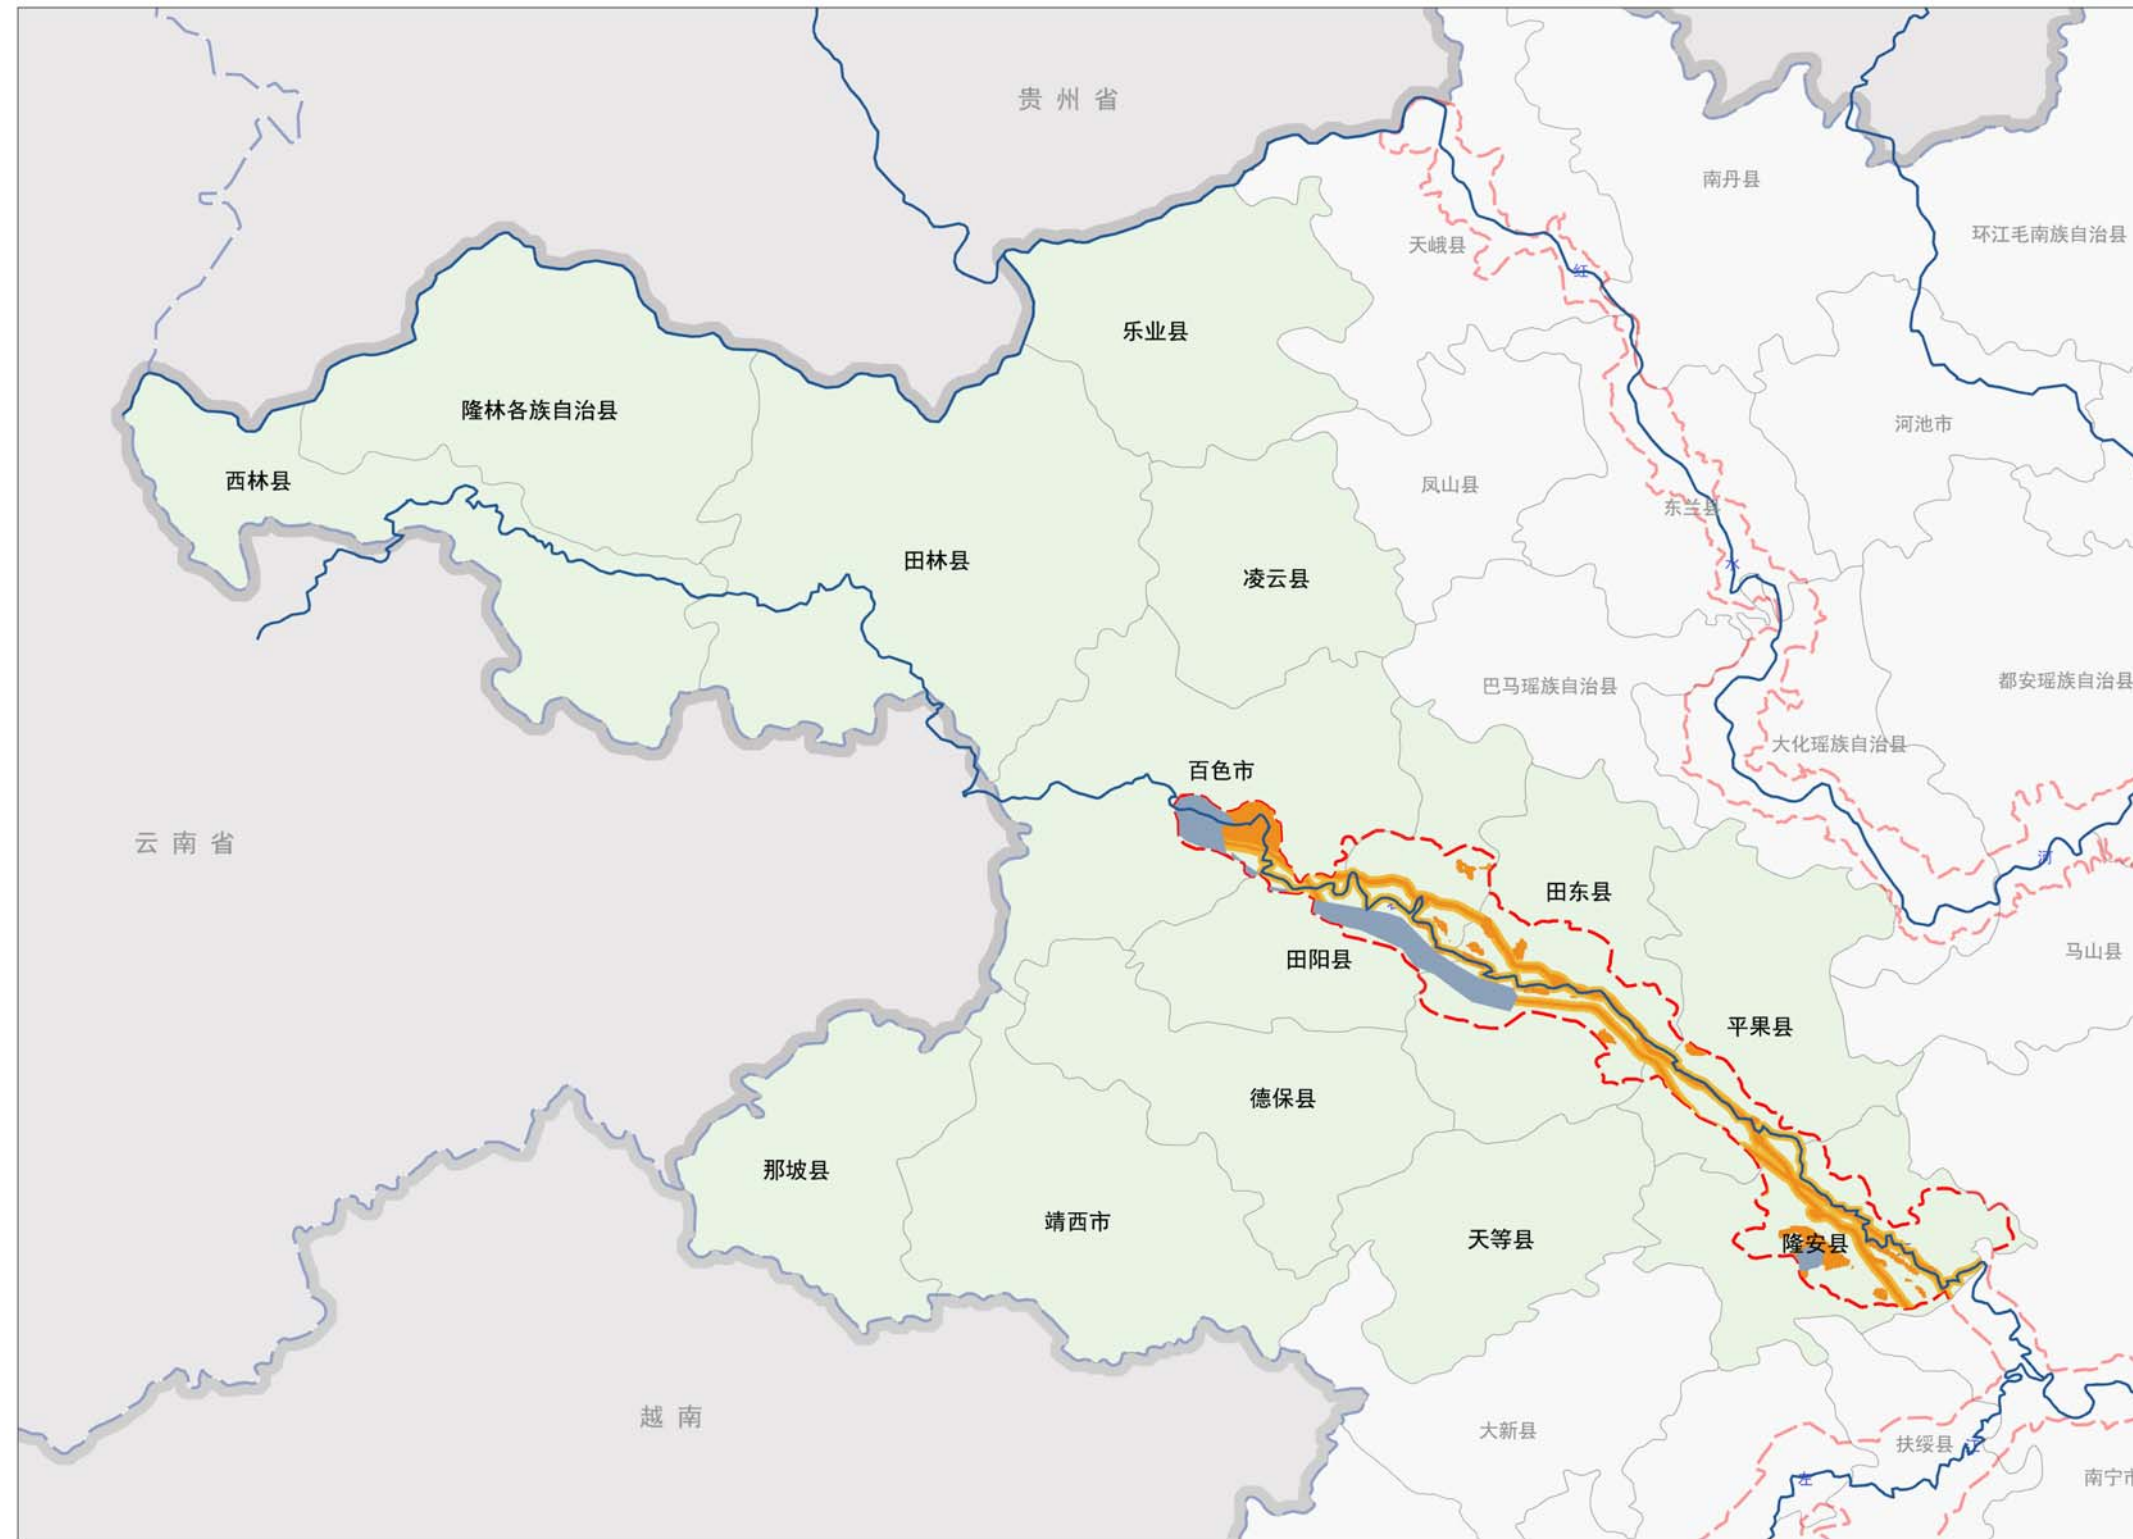 贵州省
南丹县
环江毛南族自治县
天峨县
红
乐业县
隆林各族自治县
河池市
西林县
凤山县
东兰县
田林县
水
凌云县
巴马瑶族自治县
都安瑶族自治县
大化瑶族自治县
百色市
云南省
河
田东县
马山县
田阳县
平果县
德保县
那坡县
靖西市
天等县
隆安县
越南
大新县
扶绥县
江
左
南宁市